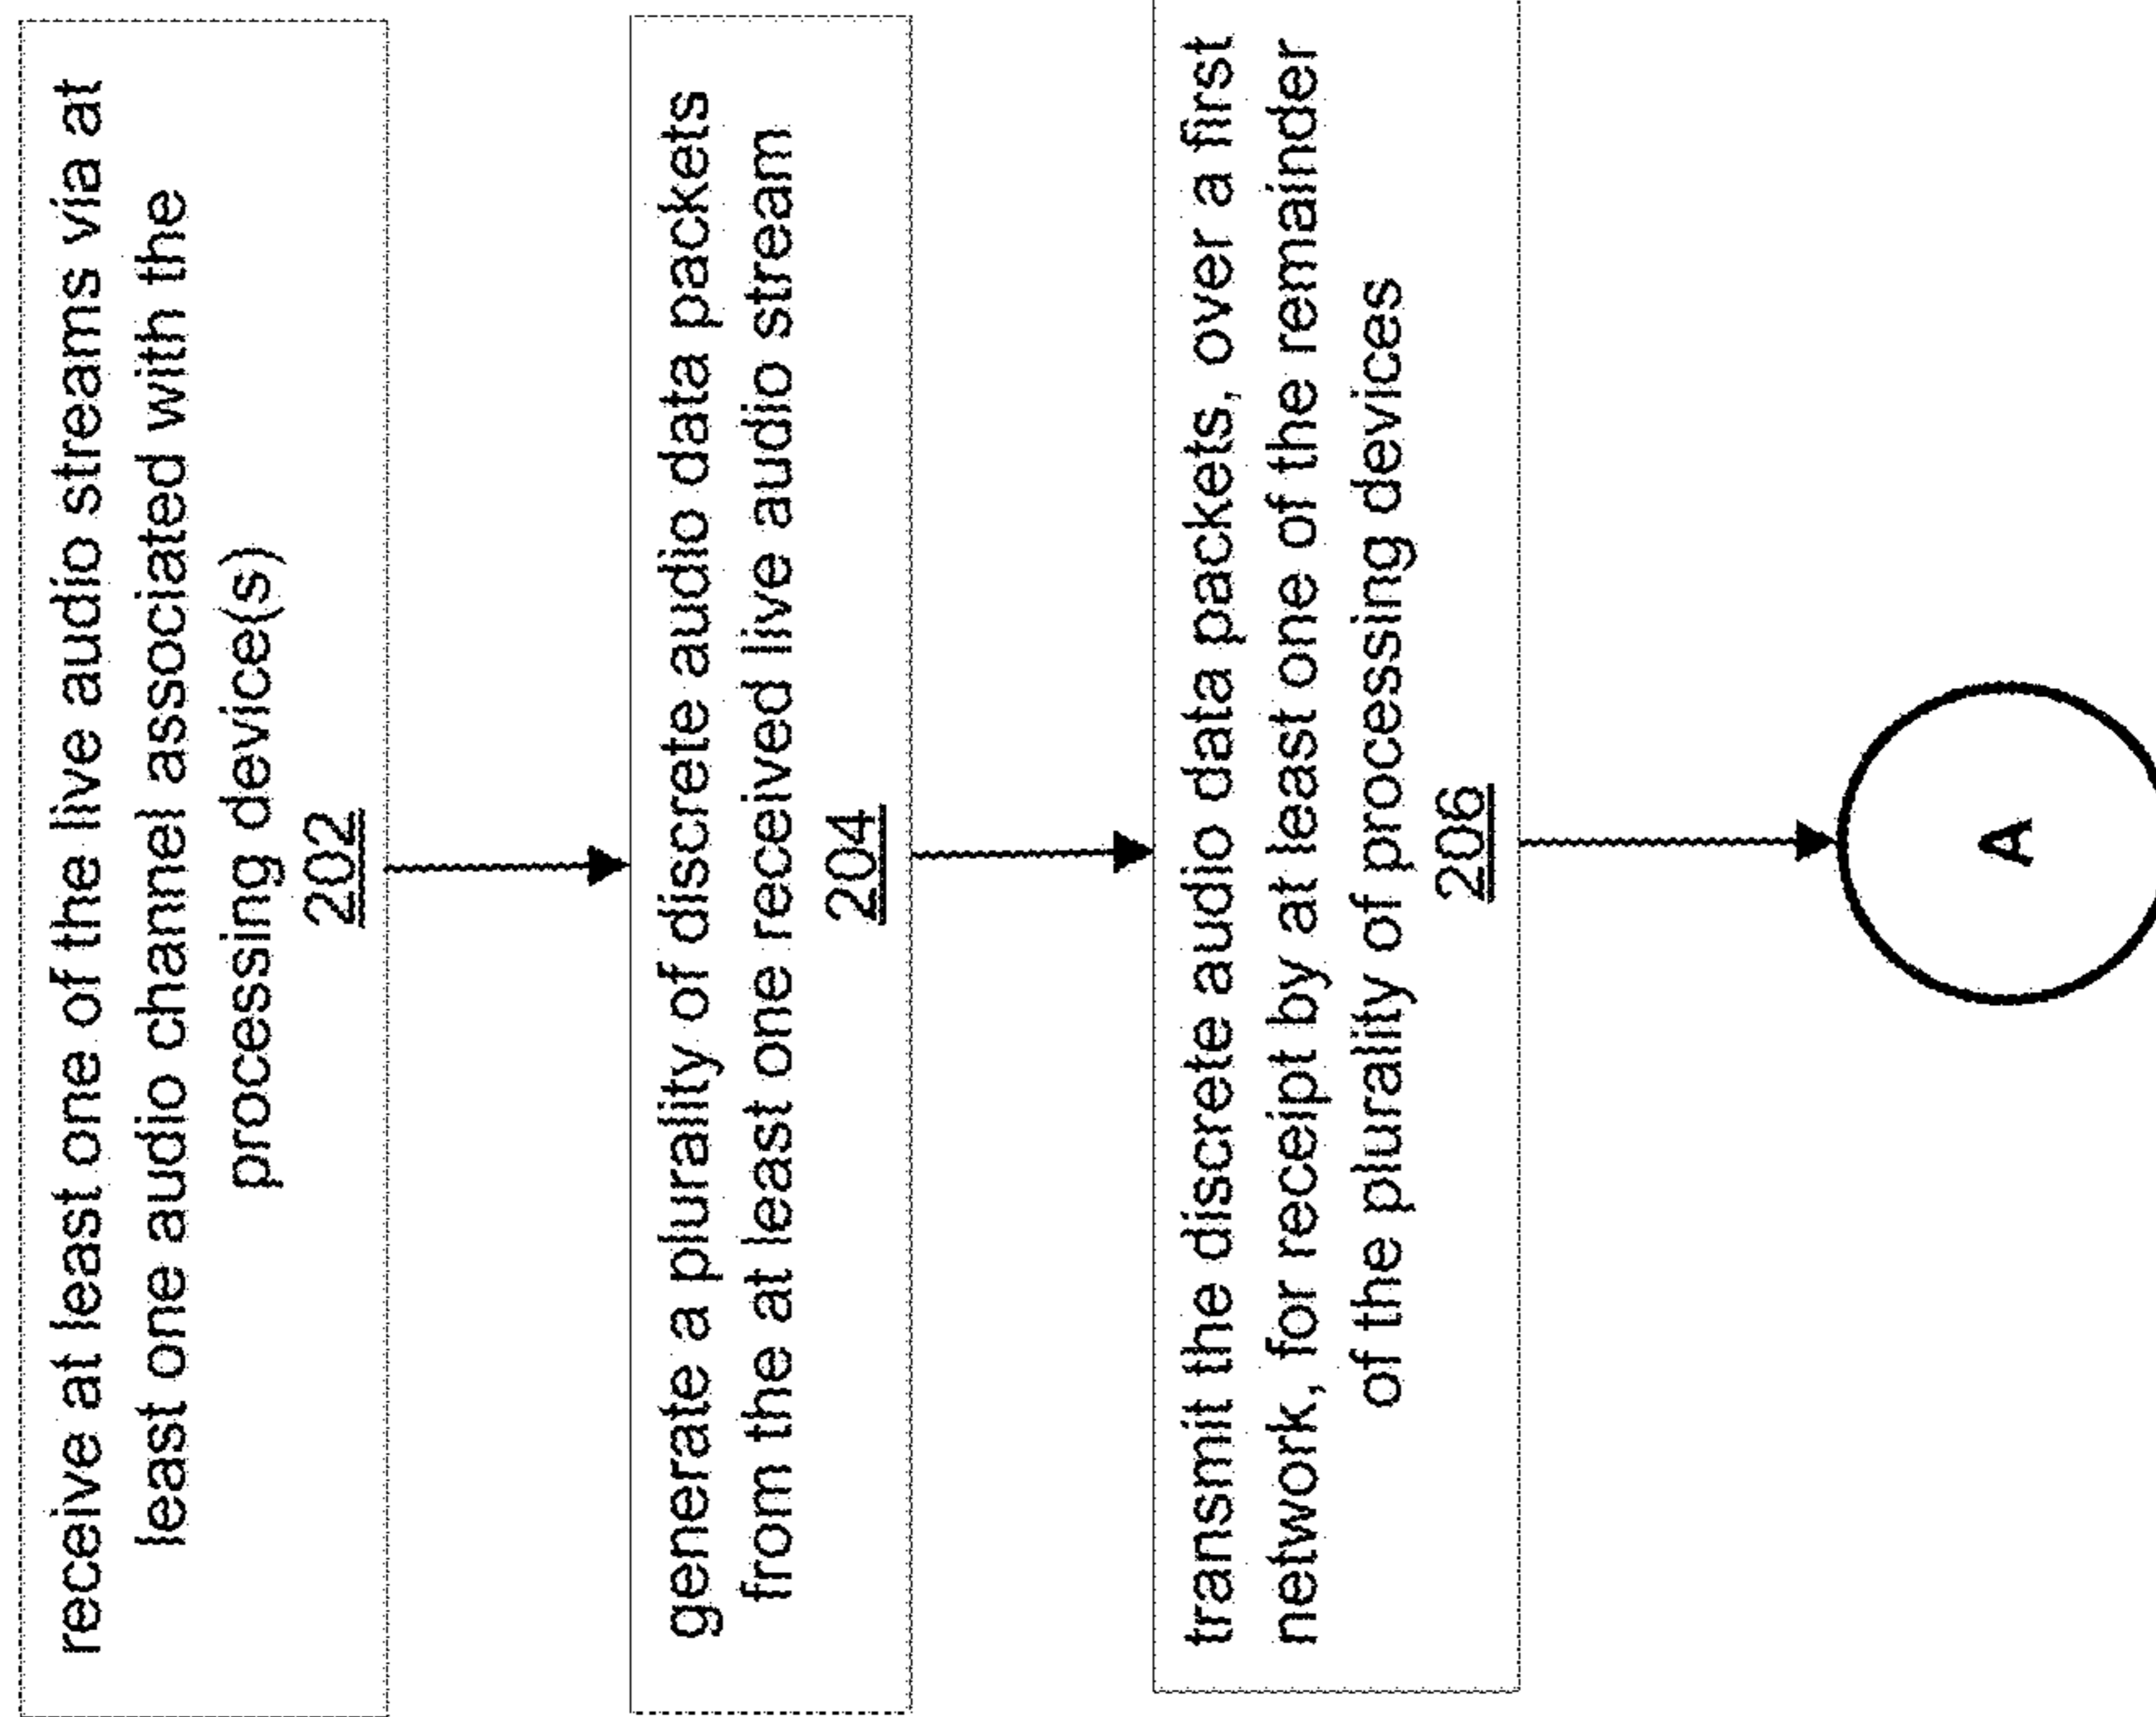 receive at least one of the live audio streams via at
least one audio channel associated with the
processing device(s)
202
generate a plurality of discrete audio data packets
from the at least one received live audio stream
204
transmit the discrete audio data packets, over a first
network, for receipt by at least one of the remainder
of the plurality of processing devices
206
A